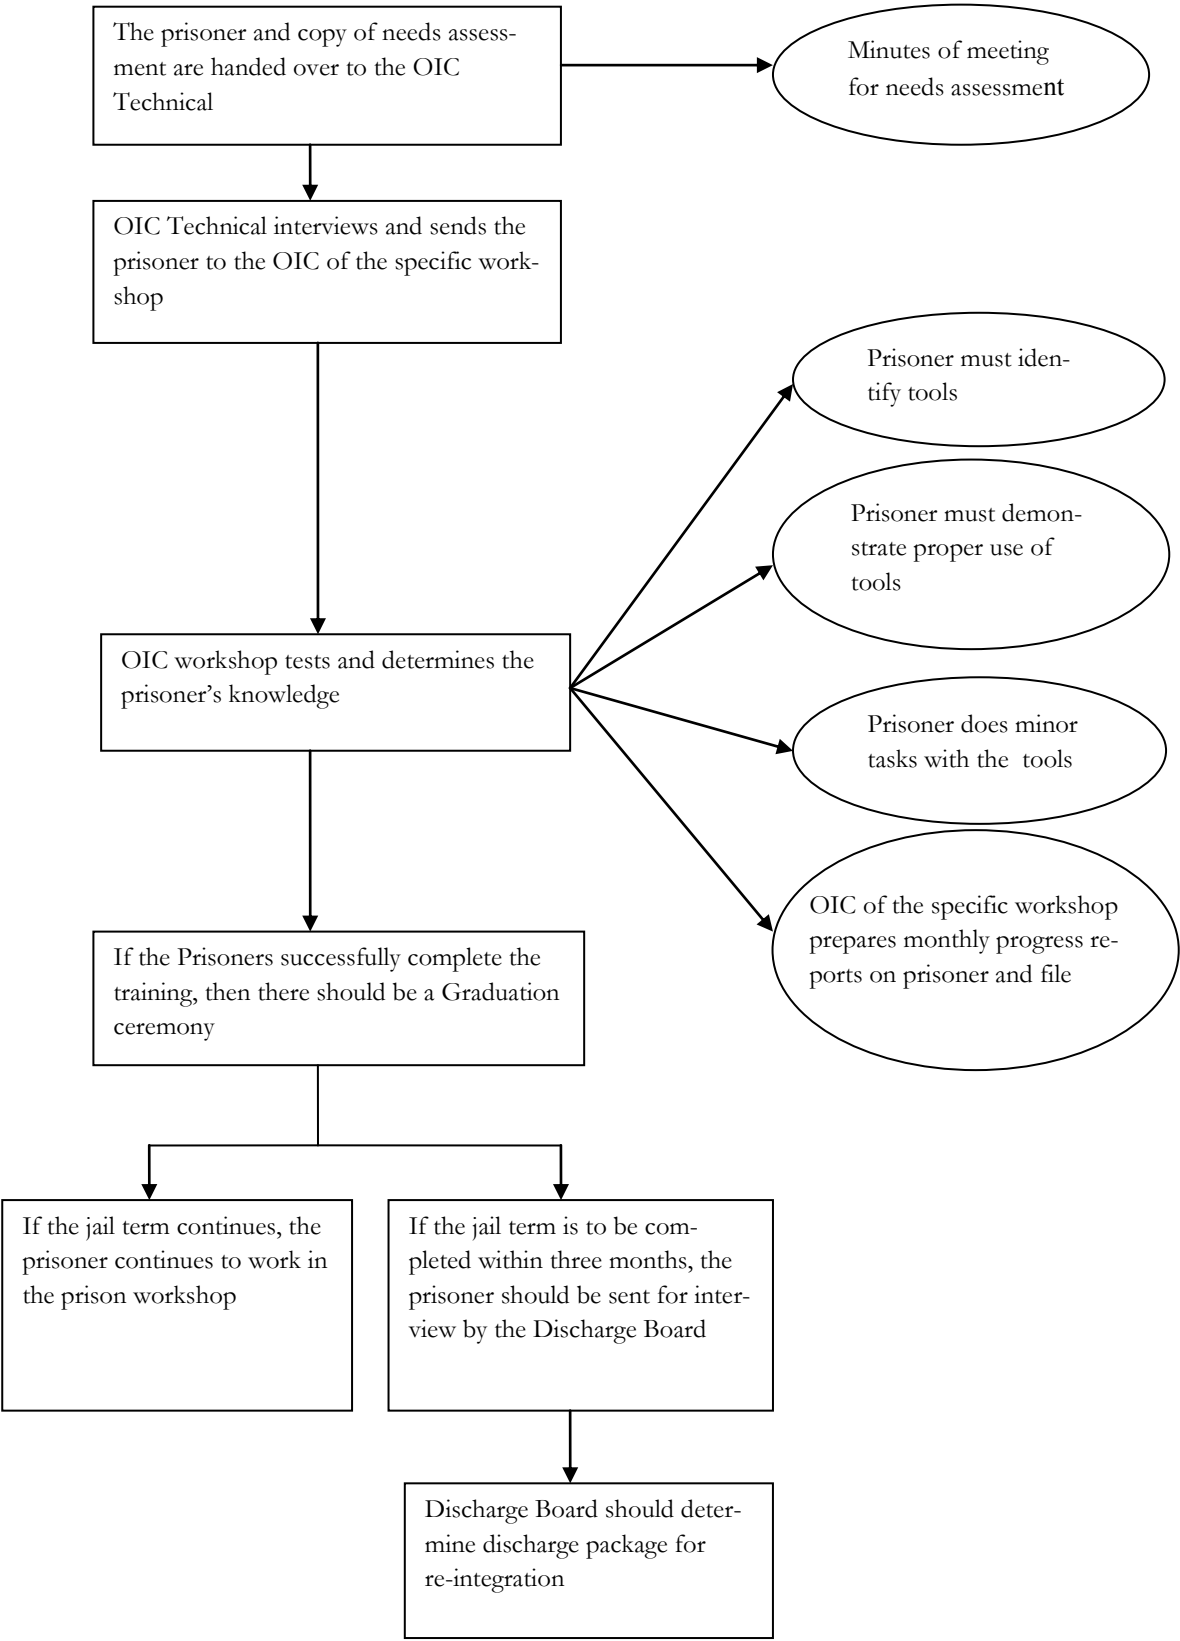 The prisoner and copy of needs assess-
ment are handed over to the OIC
Technical
Minutes of meeting
for needs assessment
OIC Technical interviews and sends the
prisoner to the OIC of the specific work-
shop
Prisoner must iden-
tify tools
Prisoner must demon-
strate proper use of
tools
OIC workshop tests and determines the
prisoner’s knowledge
Prisoner does minor
tasks with the  tools
OIC of the specific workshop
prepares monthly progress re-
ports on prisoner and file
If the Prisoners successfully complete the
training, then there should be a Graduation
ceremony
If the jail term continues, the
prisoner continues to work in
the prison workshop
If the jail term is to be com-
pleted within three months, the
prisoner should be sent for inter-
view by the Discharge Board
Discharge Board should deter-
mine discharge package for
re-integration